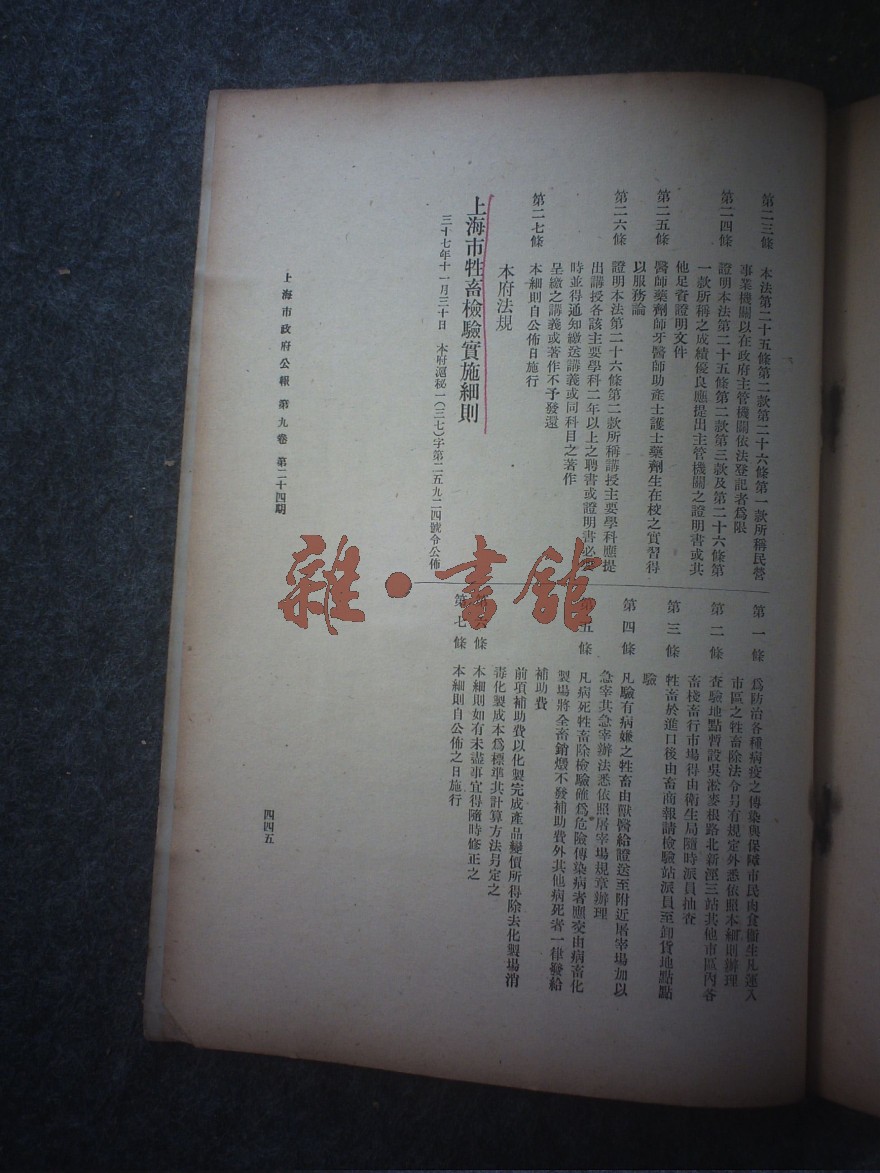 第二三條 本法第二十五條第二款第二十六條第一款所稱民營
事業機關以在政府主管機關依法登記者為限
第二四條 證明本法第二十五條第二款第三款及第二十六條第
一款所稱之成績優良應提出主管機關之證明書或其
他足資證明文件
第二五條 醫師藥劑師牙醫師助產士護士藥劑生在校之實習得
以服務論
第二六條 證明本法第二十六條第二款所稱講授主要學科應提
出講授各該主要學科二年以上之聘書或證明書必要
時並得通知繳送講義或同科目之著作
呈繳之講義或著作不予發還
第二七條 本細則自公佈日施行
本府法規
上海市牲畜檢驗實施細則
三十七年十一月三十日 本府滬秘一(三七)字第二五九二四號令公佈
第一條 為防治各種病疫之傳染與保障市民肉食衞生凡運入
市區之牲畜除法令另有規定外悉依照本細則辦理
第二條 查驗地點暫設吳淞麥根路北新涇三站其他市區內各
畜棧畜行市場得由衞生局隨時派員抽查
第三條 牲畜於進口後由畜商報請檢驗站派員至卸貨地點點
驗
第四條 凡驗有病嫌之牲畜由獸醫給證送至附近屠宰場加以
急宰其急宰辦法悉依照屠宰場規章辦理
第五條 凡病死牲畜除檢驗確為危險傳染病者應交由病畜化
製場將全畜銷燬不發補助費外其他病死者一律發給
補助費
前項補助費以化製完成產品變價所得除去化製場消
毒化製成本為標準其計算方法另定之
第六條 本細則如有未盡事宜得隨時修正之
第七條 本細則自公佈之日施行
上海市政府公報 第九卷 第二十四期
四四五
雜·書館